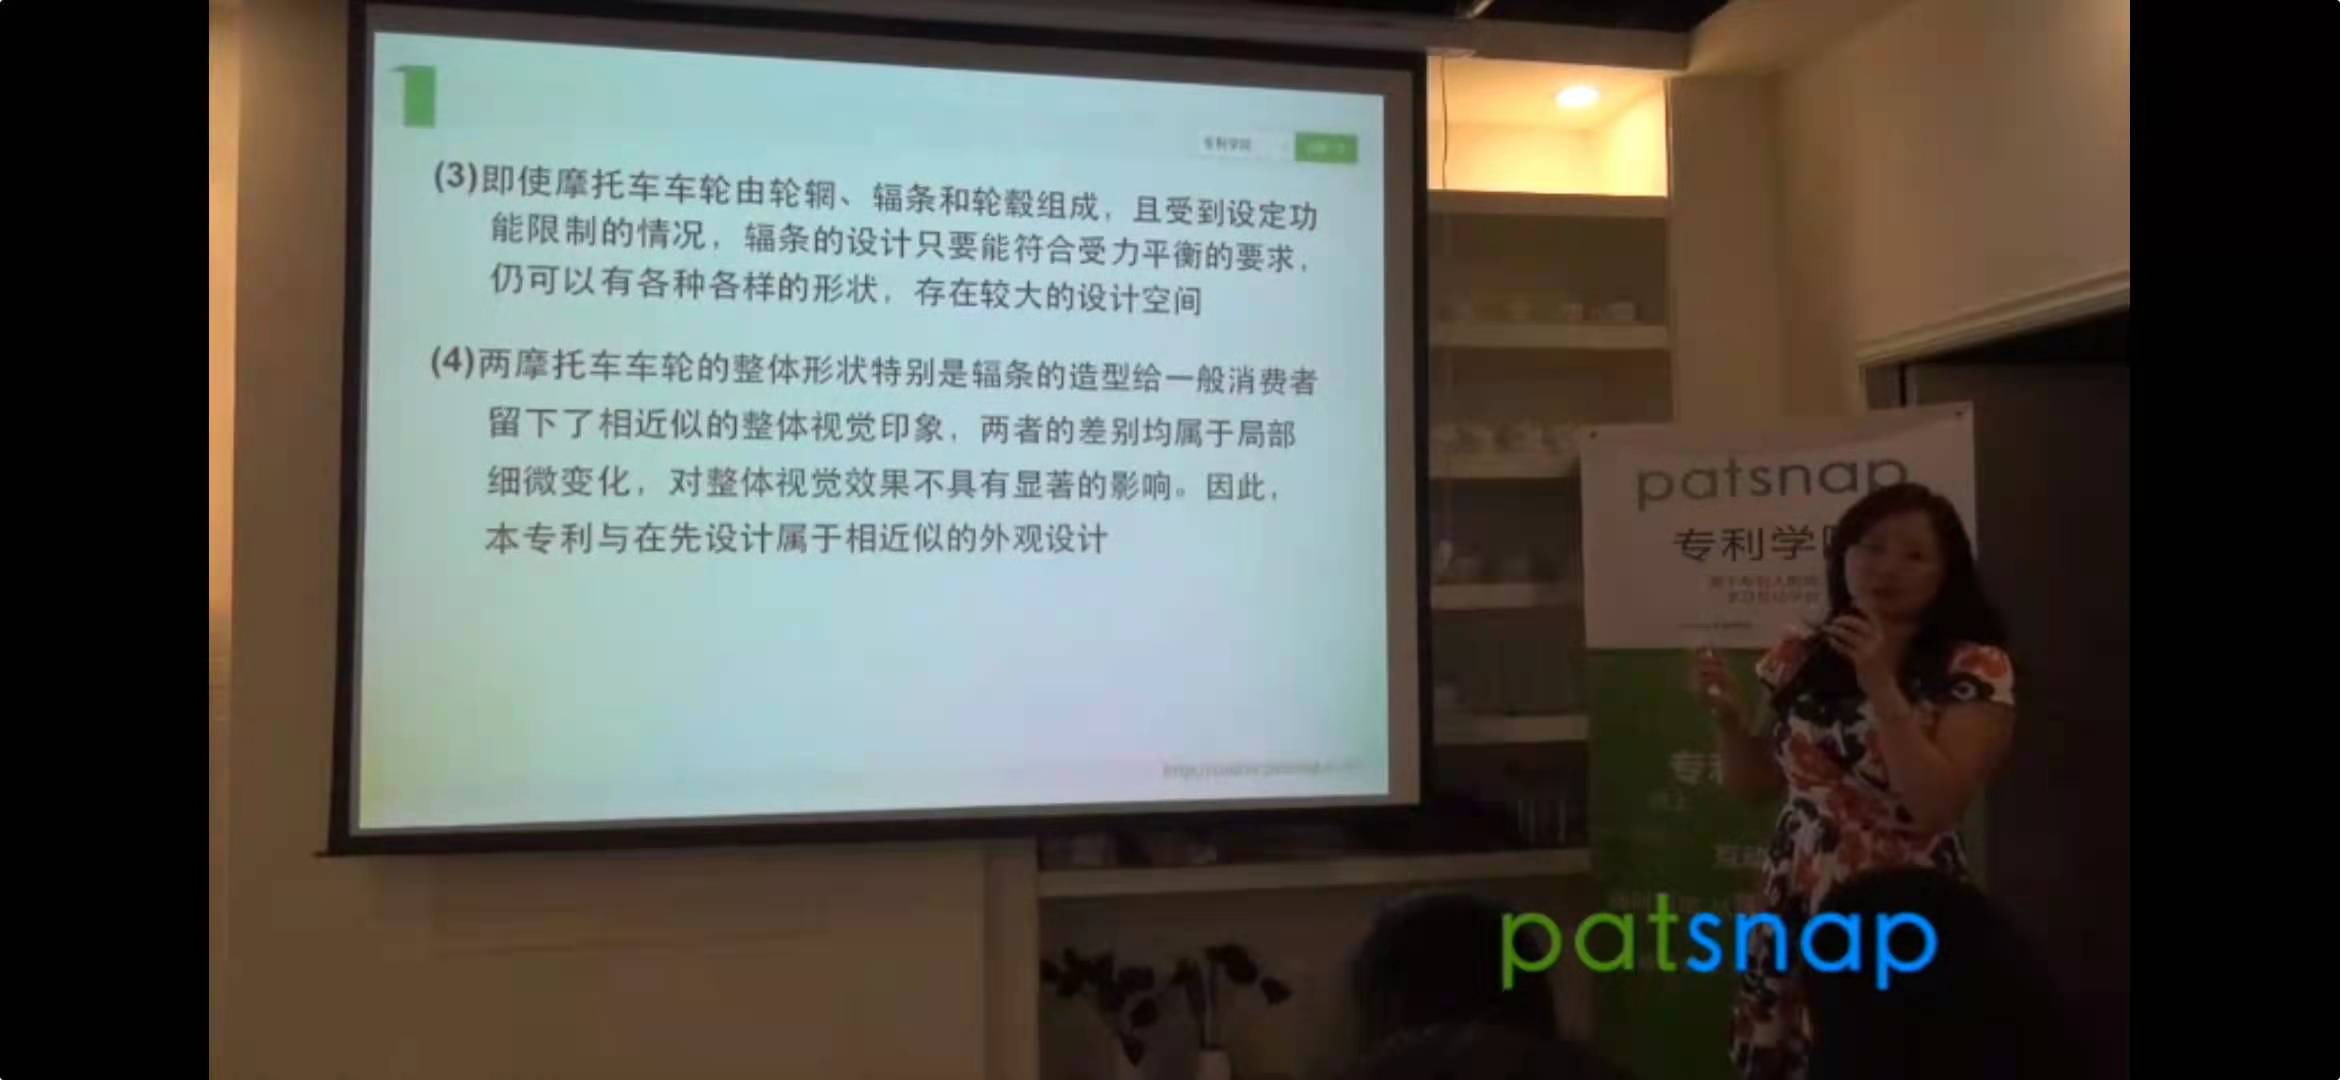 专利学院
(3)即使摩托车车轮由轮辋、辐条和轮毂组成，且受到设定功
能限制的情况，辐条的设计只要能符合受力平衡的要求，
仍可以有各种各样的形状，存在较大的设计空间
(4)两摩托车车轮的整体形状特别是辐条的造型给一般消费者
留下了相近似的整体视觉印象，两者的差别均属于局部
细微变化，对整体视觉效果不具有显著的影响。因此，
本专利与在先设计属于相近似的外观设计
patsnap
专利学
专
patsnap